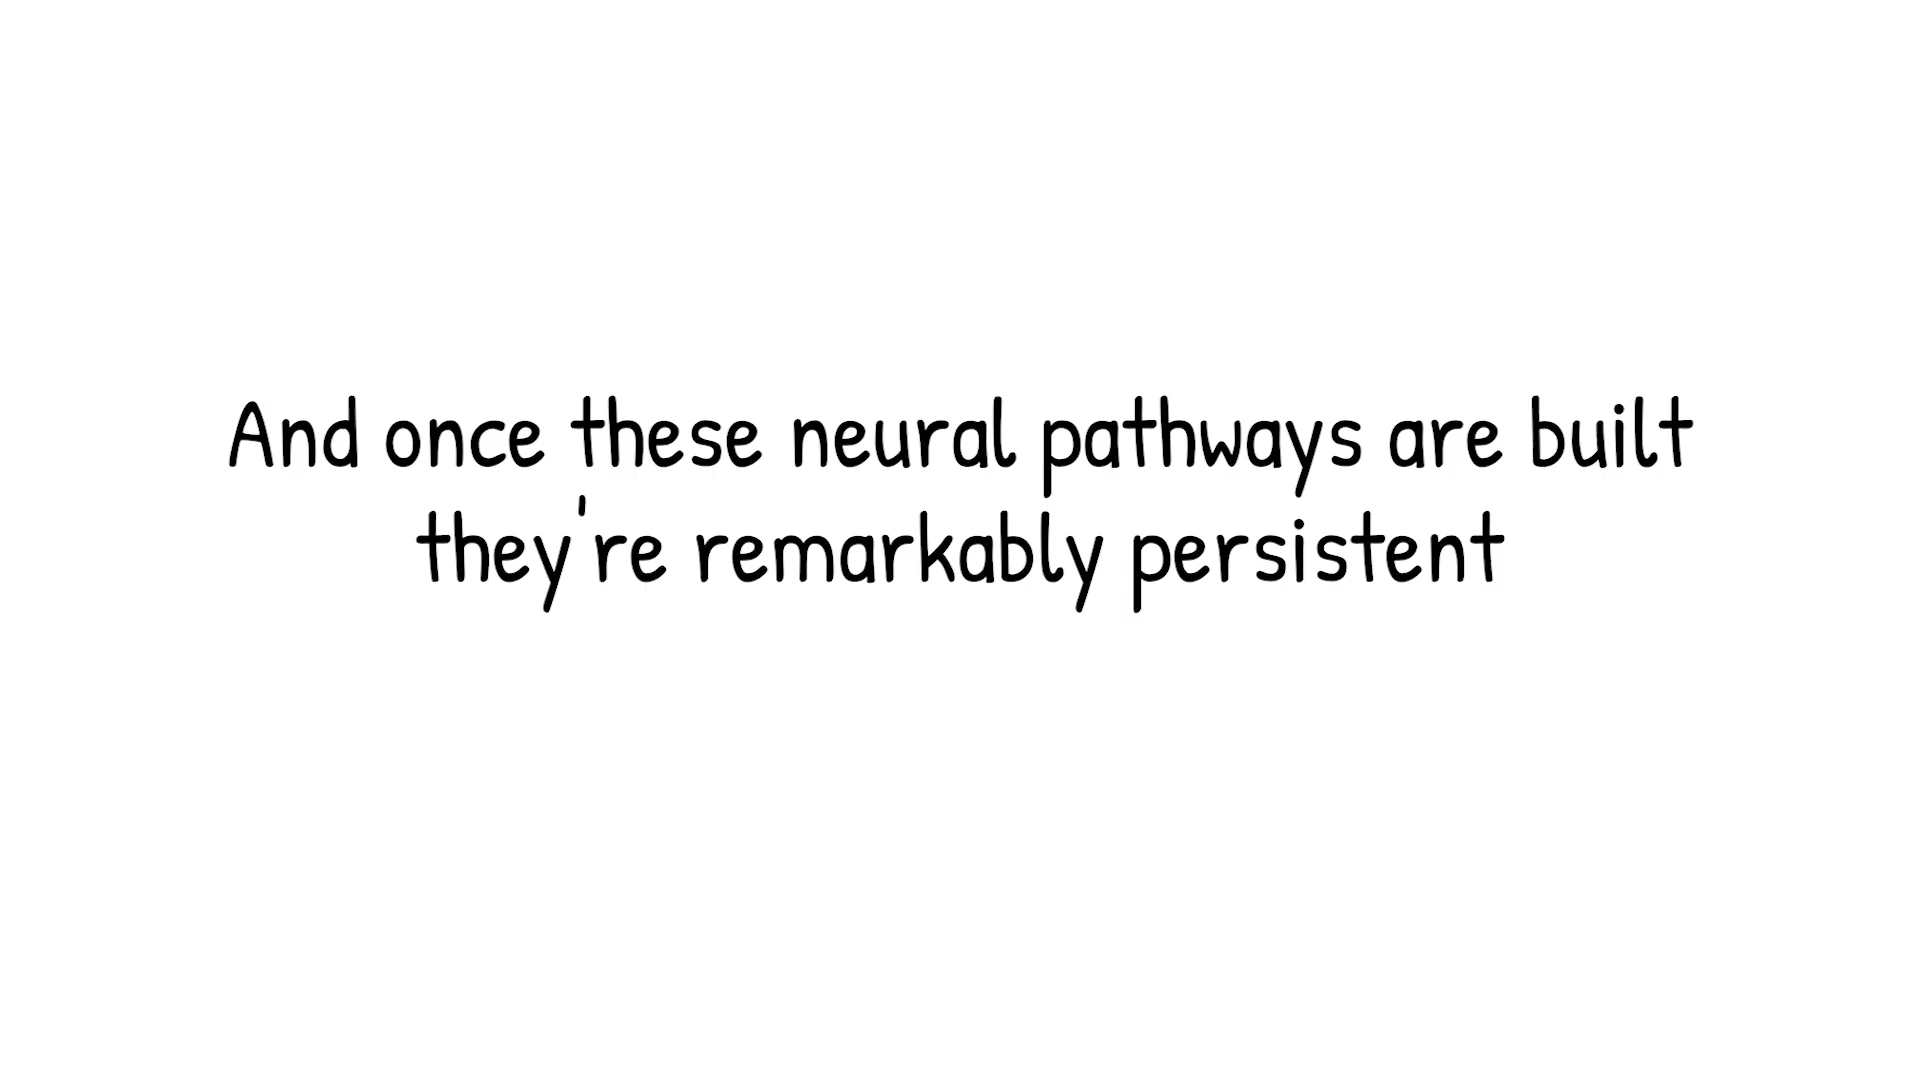 And once these neural pathways are built
they're remarkably persistent